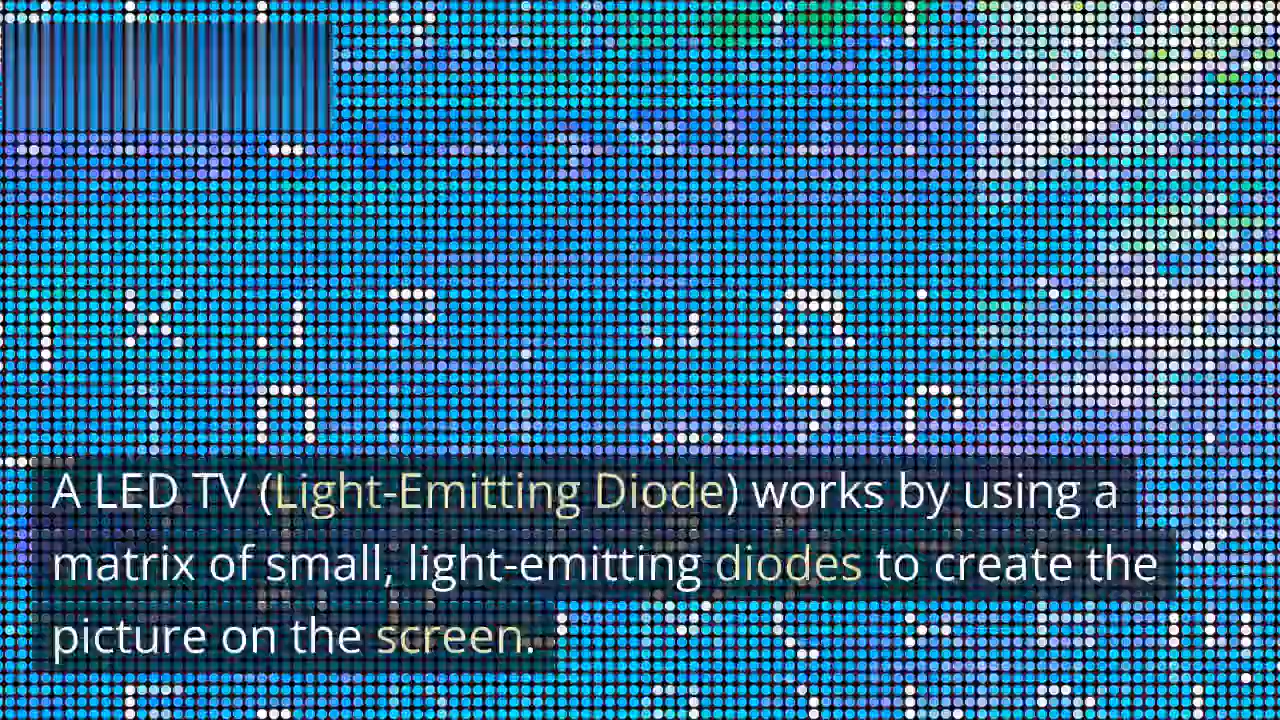 A LED TV (Light-Emitting Diode) works by using a
matrix of small, light-emitting diodes to create the
picture on the screen.